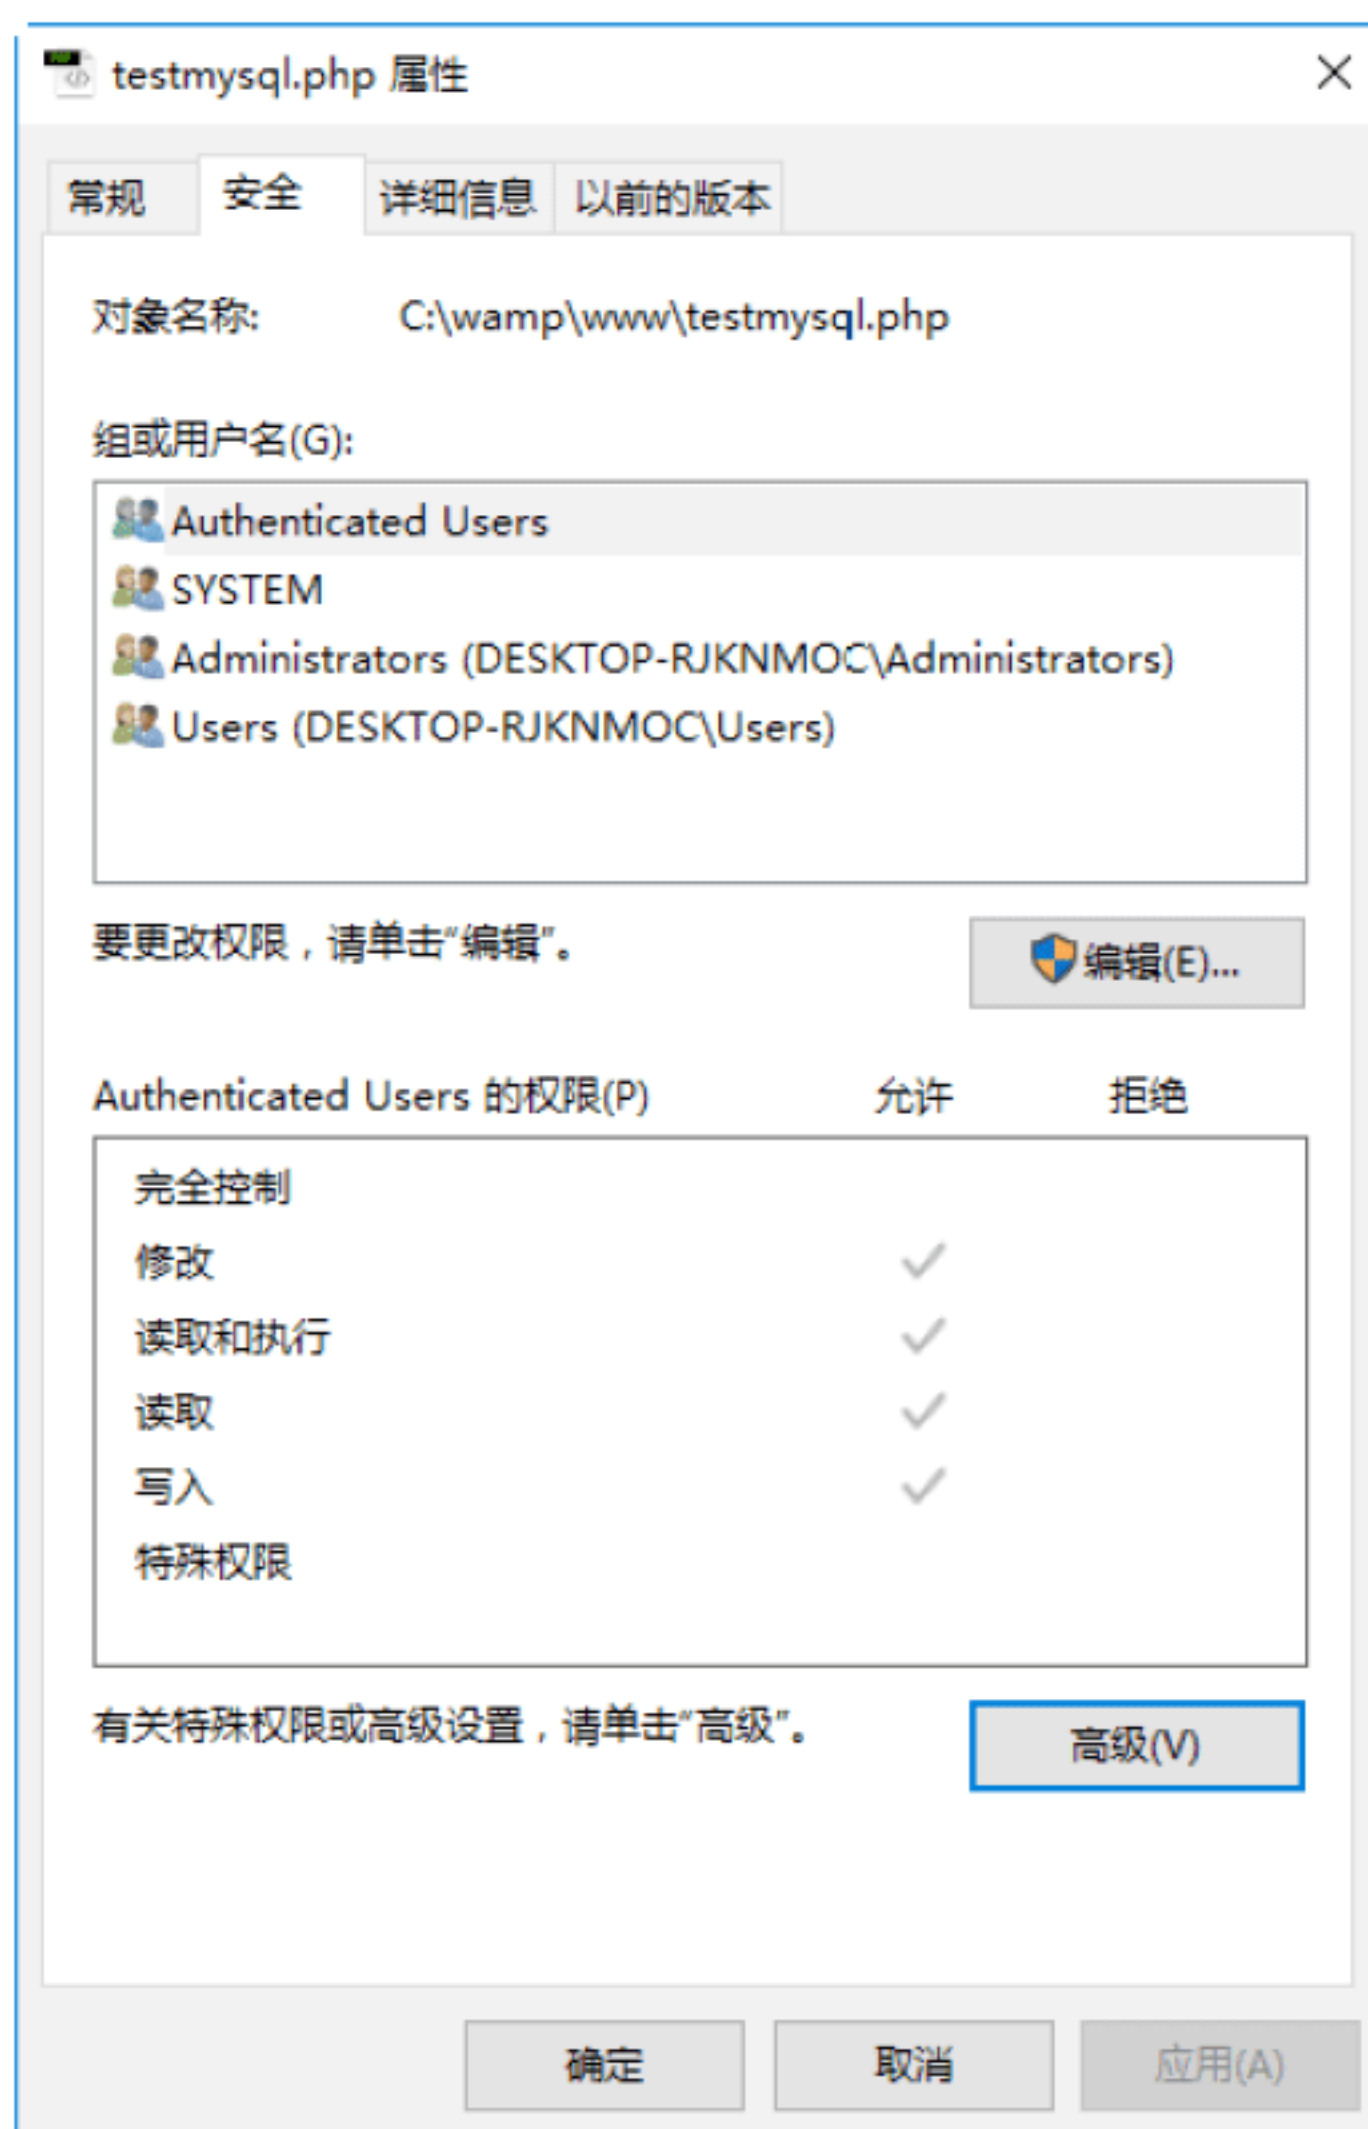 testmysql.php 属性
常规 安全 详细信息 以前的版本
对象名称: C:\wamp\www\testmysql.php
组或用户名(G):
Authenticated Users
SYSTEM
Administrators (DESKTOP-RJKNMOC\Administrators)
Users (DESKTOP-RJKNMOC\Users)
要更改权限，请单击"编辑"。 编辑(E)...
Authenticated Users 的权限(P) 允许 拒绝
完全控制
修改
读取和执行
读取
写入
特殊权限
有关特殊权限或高级设置，请单击"高级"。 高级(V)
确定 取消 应用(A)